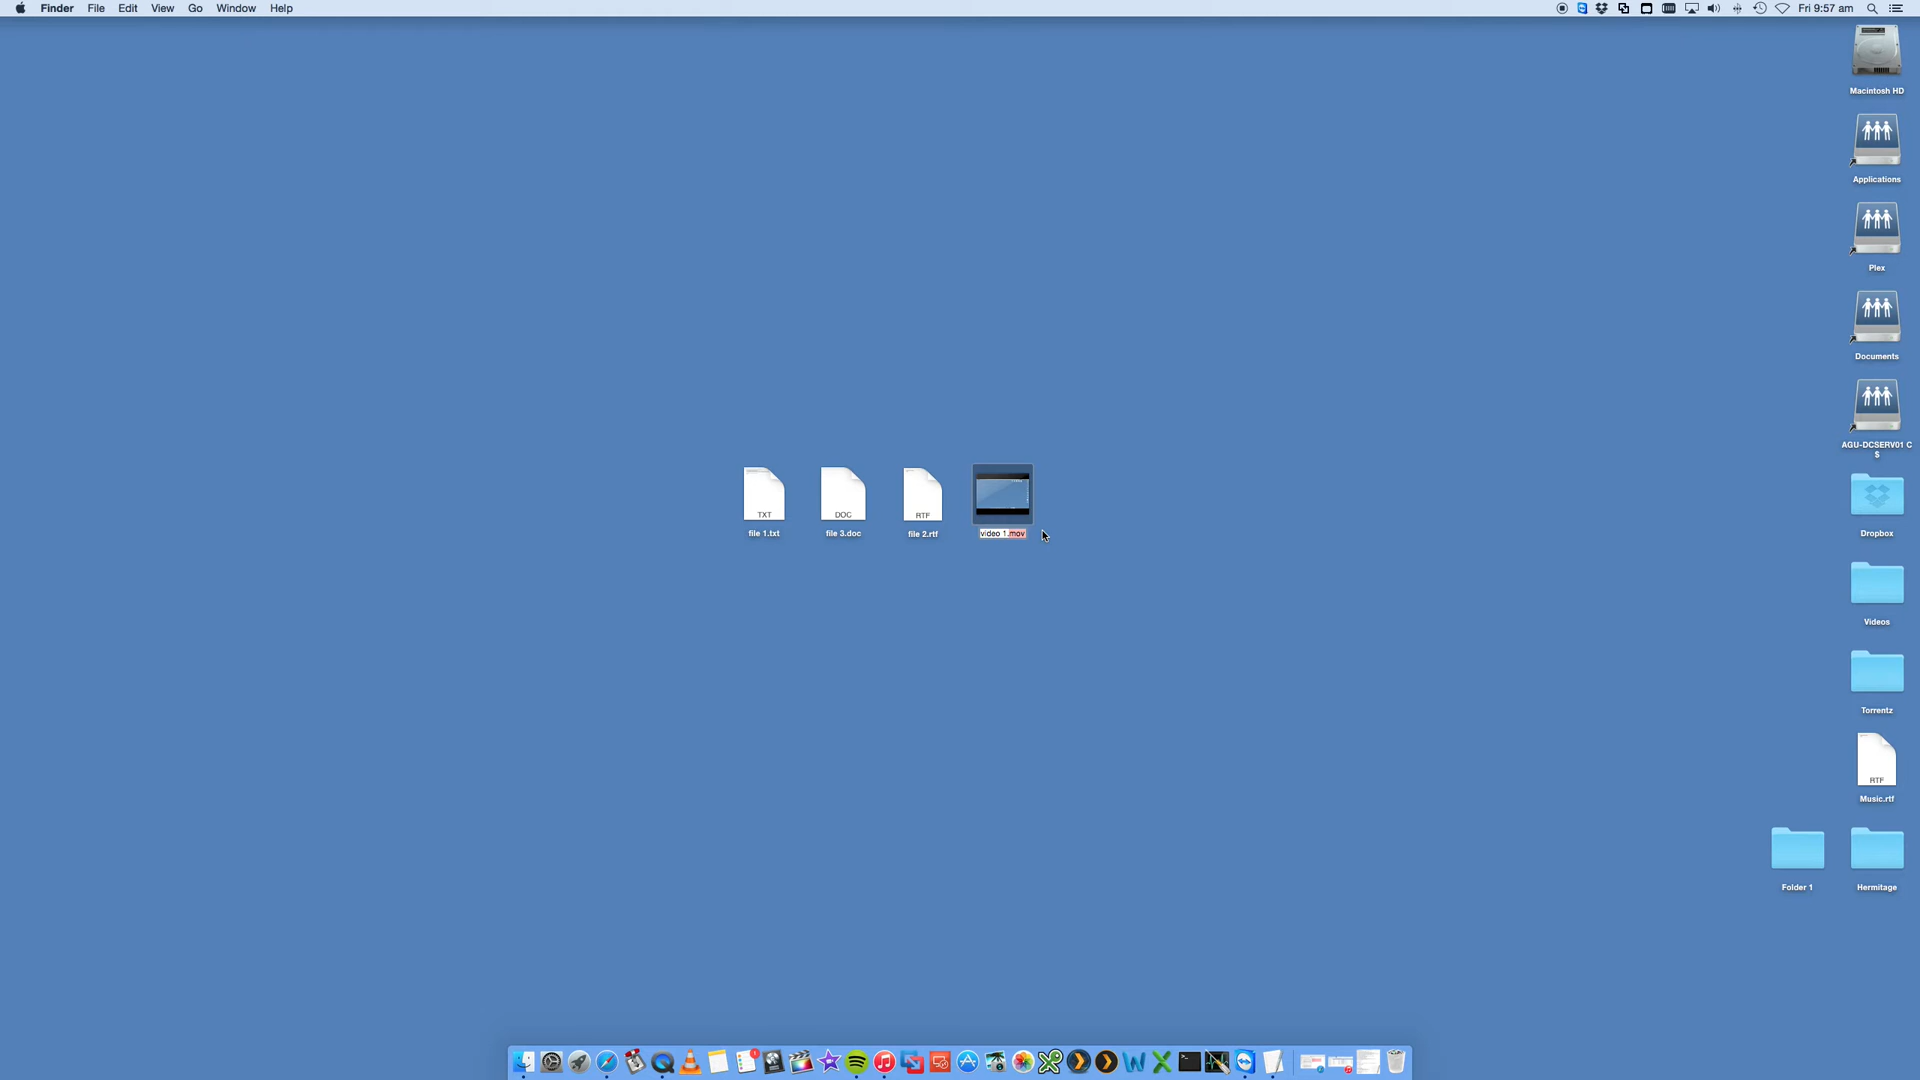 Finder File Edit View Go Window Help
Fri 9:57 am
Macintosh HD
Applications
Plex
Documents
AGU-DCSERV01 C
$
TXT
DOC
RTF
file 1.txt
file 3.doc
file 2.rtf
video 1.mov
Dropbox
Videos
Torrentz
RTF
Music.rtf
Folder 1
Hermitage